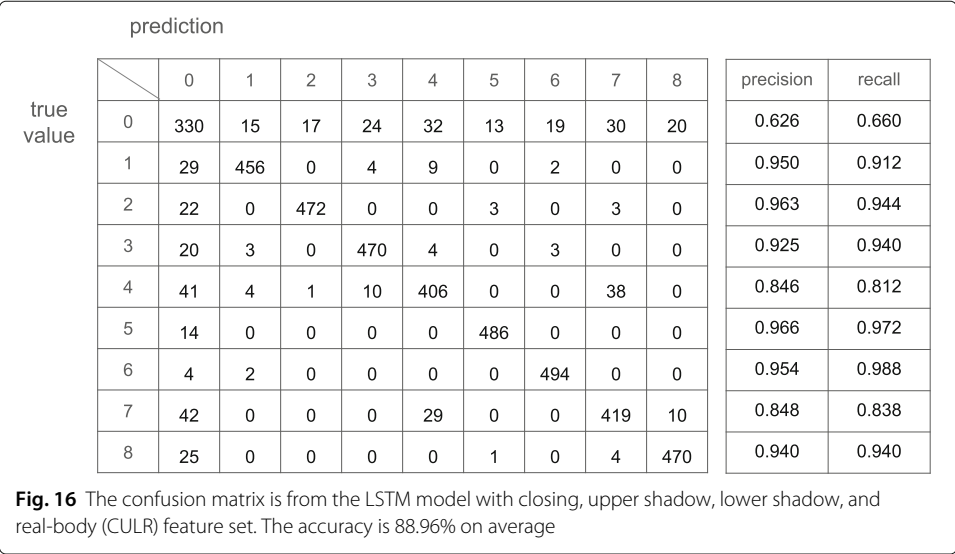 prediction
true
value
0 1 2 3 4 5 6 7 8 precision recall
0 330 15 17 24 32 13 19 30 20 0.626 0.660
1 29 456 0 4 9 0 2 0 0 0.950 0.912
2 22 0 472 0 0 3 0 3 0 0.963 0.944
3 20 3 0 470 4 0 3 0 0 0.925 0.940
4 41 4 1 10 406 0 0 38 0 0.846 0.812
5 14 0 0 0 0 486 0 0 0 0.966 0.972
6 4 2 0 0 0 0 494 0 0 0.954 0.988
7 42 0 0 0 29 0 0 419 10 0.848 0.838
8 25 0 0 0 0 1 0 4 470 0.940 0.940
Fig. 16 The confusion matrix is from the LSTM model with closing, upper shadow, lower shadow, and
real-body (CULR) feature set. The accuracy is 88.96% on average